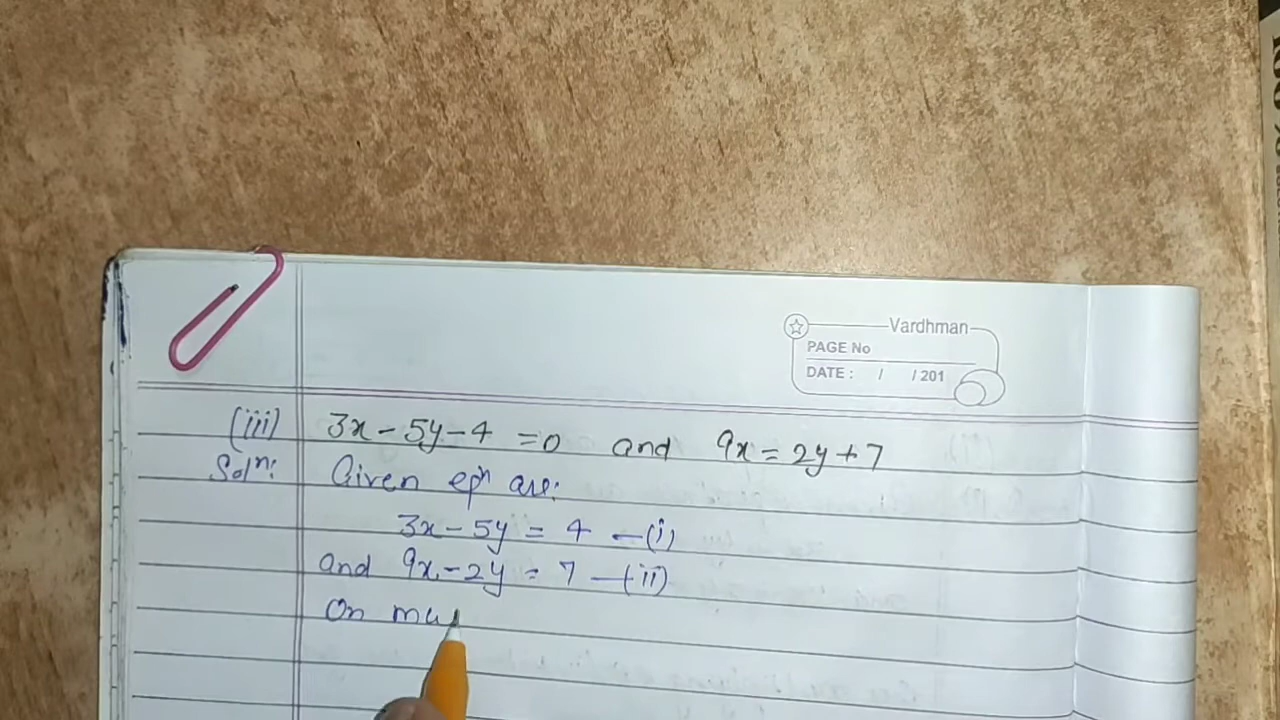 Vardhman
PAGE No
DATE : / / 201
(iii) 3x - 5y - 4 = 0 and 9x = 2y + 7
Solⁿ: Given eqⁿ are:
3x - 5y = 4 —(i)
and 9x - 2y = 7 —(ii)
On mul